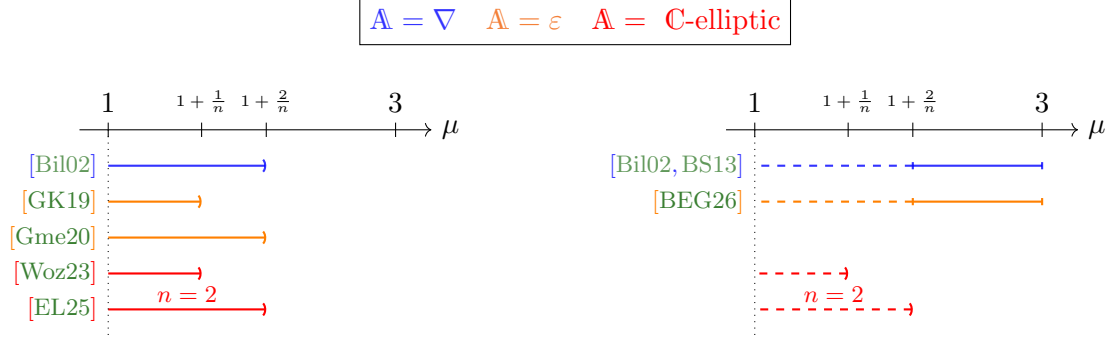 𝔸 = ∇ 𝔸 = ε 𝔸 = ℂ-elliptic
1 1 + 1/n 1 + 2/n 3 μ
[Bil02]
[GK19]
[Gme20]
[Woz23]
n = 2
[EL25]
1 1 + 1/n 1 + 2/n 3 μ
[Bil02, BS13]
[BEG26]
n = 2